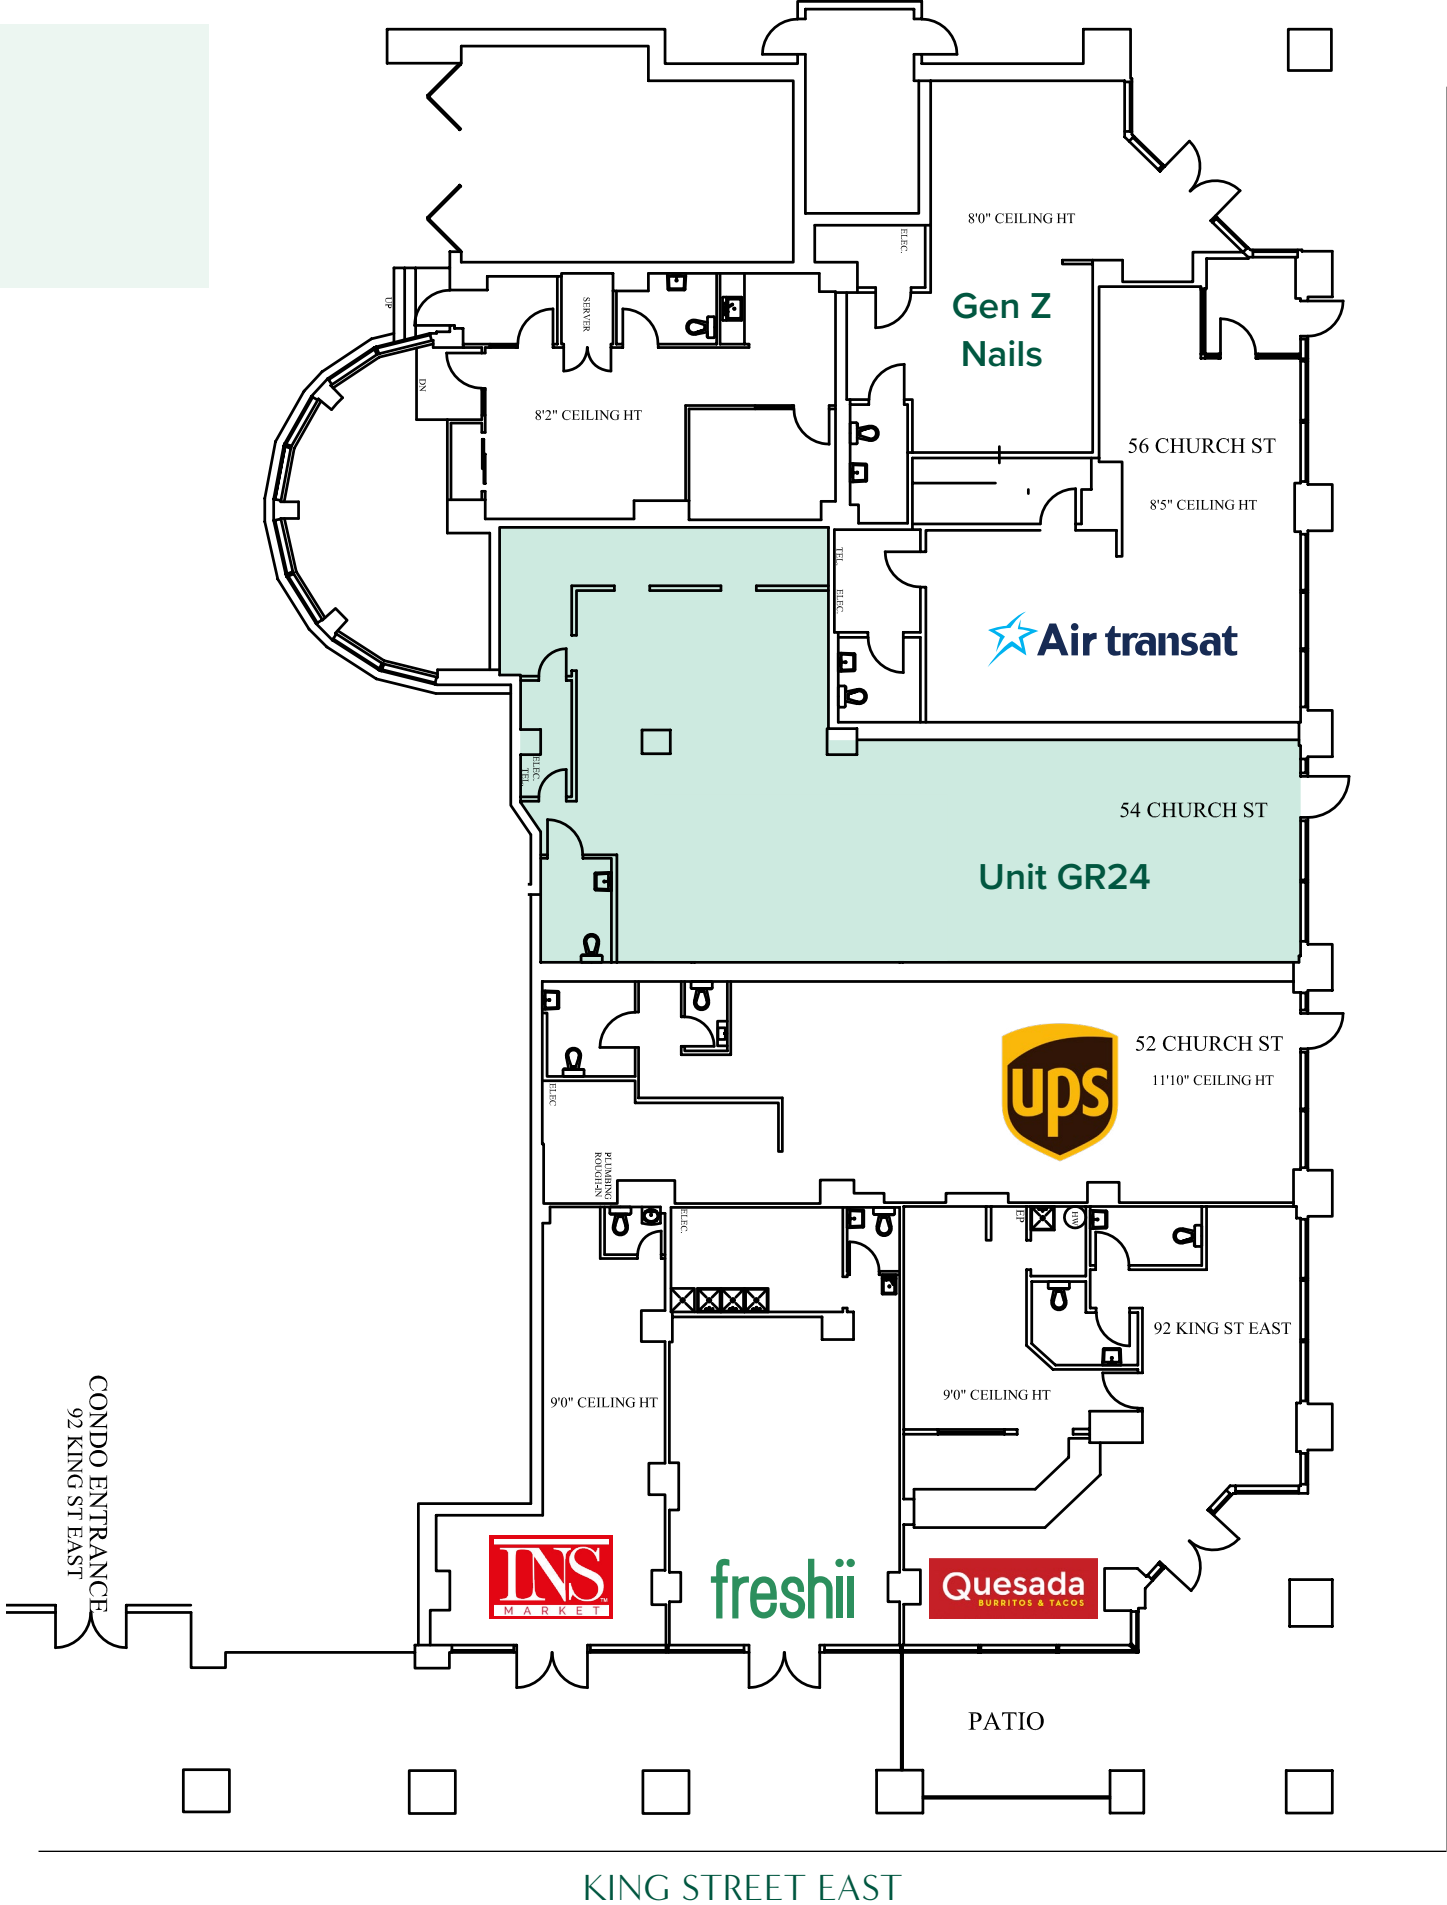 ELEC.
8'0" CEILING HT
UP
SERVER
Gen Z
Nails
DN
8'2" CEILING HT
56 CHURCH ST
8'5" CEILING HT
TEL.
ELEC.
Air transat
ELEC.
TEL.
54 CHURCH ST
Unit GR24
52 CHURCH ST
11'10" CEILING HT
ups
ELEC
PLUMBING
ROUGH-IN
ELEC.
EP
HW
92 KING ST EAST
9'0" CEILING HT
9'0" CEILING HT
CONDO ENTRANCE
92 KING ST EAST
INS
MARKET
TM
freshii
Quesada
BURRITOS & TACOS
PATIO
KING STREET EAST